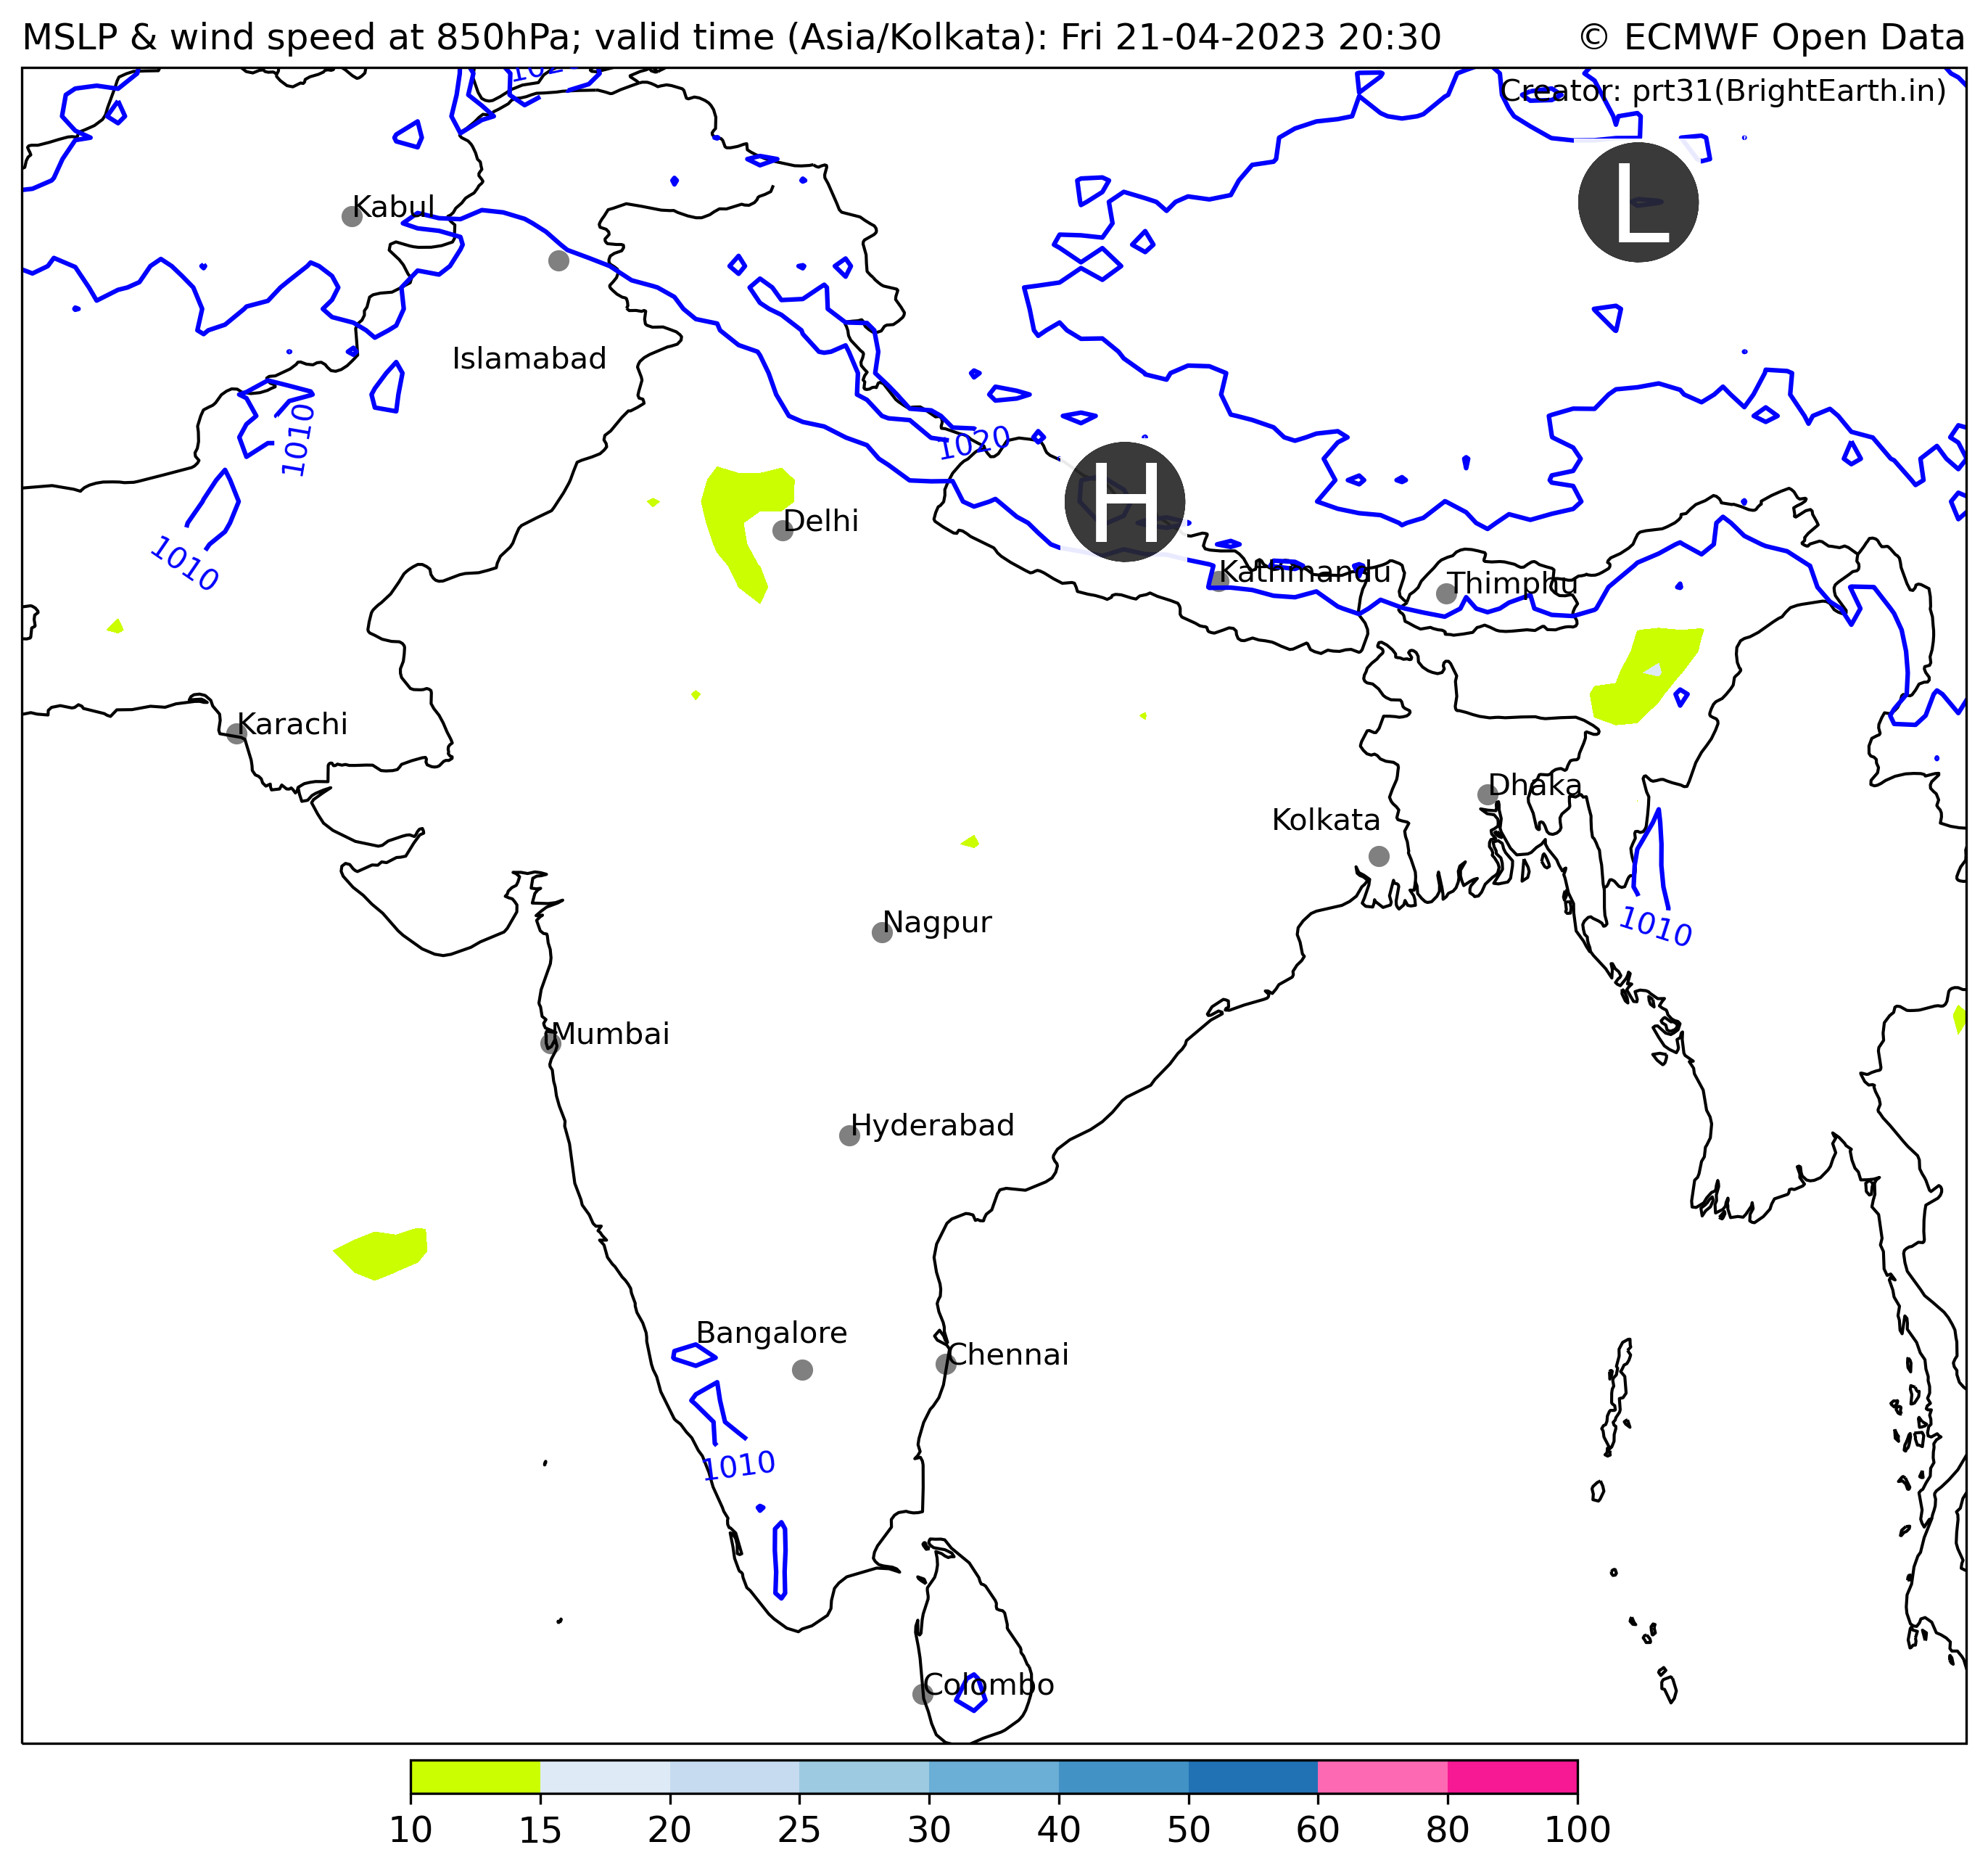 MSLP & wind speed at 850hPa; valid time (Asia/Kolkata): Fri 21-04-2023 20:30
© ECMWF Open Data
Creator: prt31(BrightEarth.in)
L
Kabul
Islamabad
1010
1020
H
Delhi
1010
Kathmandu
Thimphu
Karachi
Dhaka
Kolkata
Nagpur
1010
Mumbai
Hyderabad
Bangalore
Chennai
1010
Colombo
10 15 20 25 30 40 50 60 80 100